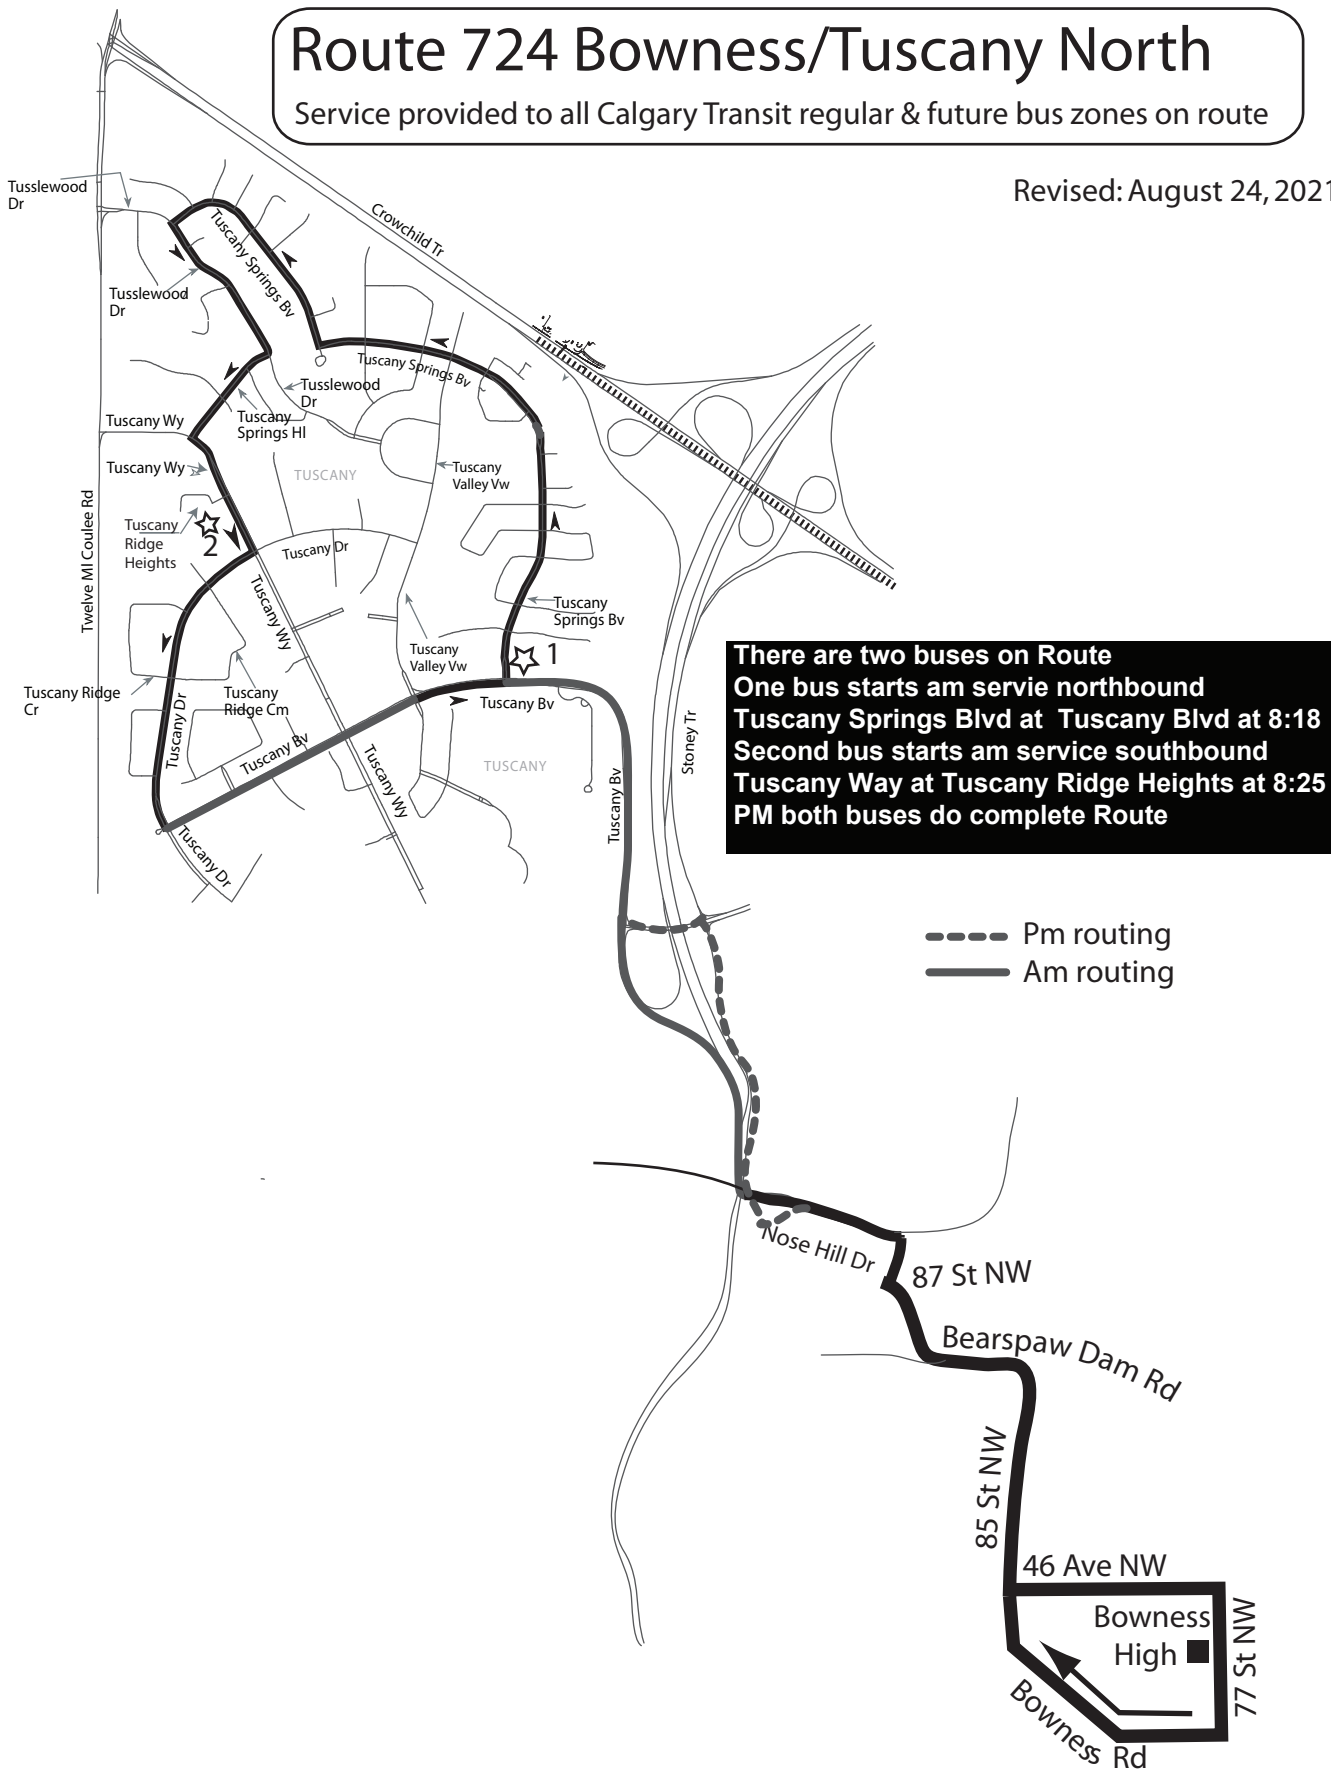 Route 724 Bowness/Tuscany North
Service provided to all Calgary Transit regular & future bus zones on route
Revised: August 24, 2021
Tusslewood
Dr
Crowchild Tr
Tuscany Springs Bv
Tusslewood
Dr
Tuscany Springs Bv
Tusslewood
Dr
Tuscany
Springs Hl
Tuscany Wy
Tuscany Wy
TUSCANY
Tuscany
Valley Vw
Twelve MI Coulee Rd
Tuscany
Ridge
Heights
2
Tuscany Dr
Tuscany Wy
Tuscany
Springs Bv
Tuscany
Valley Vw
1
Tuscany Ridge
Cr
Tuscany
Ridge Cm
Tuscany Dr
Tuscany Bv
Tuscany Bv
Tuscany Wy
TUSCANY
Tuscany Bv
Stoney Tr
Tuscany Dr
There are two buses on Route
One bus starts am servie northbound
Tuscany Springs Blvd at Tuscany Blvd at 8:18
Second bus starts am service southbound
Tuscany Way at Tuscany Ridge Heights at 8:25
PM both buses do complete Route
Pm routing
Am routing
Nose Hill Dr
87 St NW
Bearspaw Dam Rd
85 St NW
46 Ave NW
Bowness
High
77 St NW
Bowness Rd